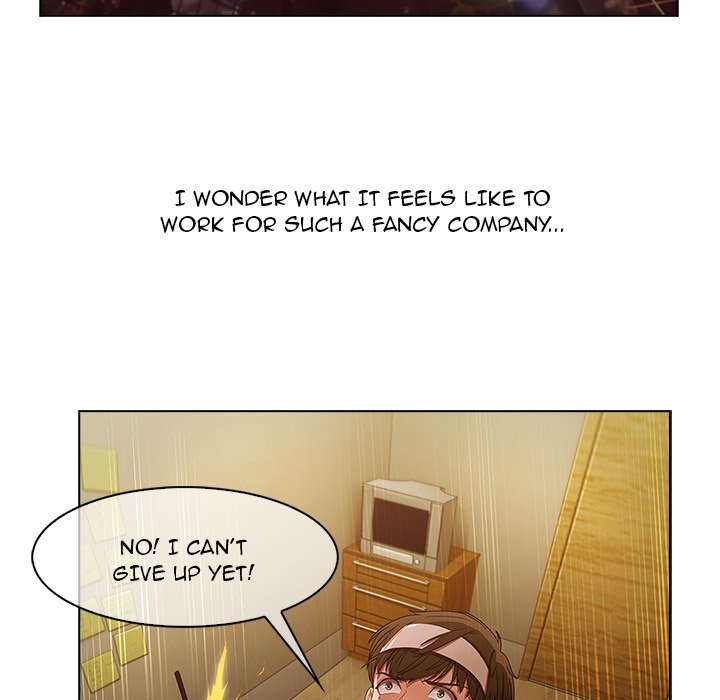 I WONDER WHAT IT FEELS LIKE TO
WORK FOR SUCH A FANCY COMPANY...
NO! I CAN'T
GIVE UP YET!